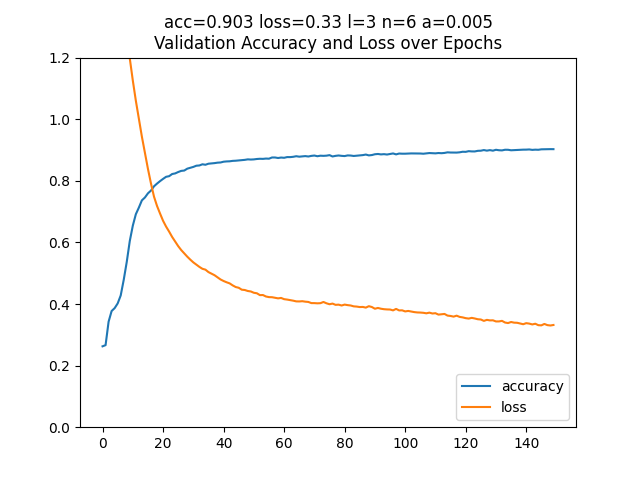 acc=0.903 loss=0.33 l=3 n=6 a=0.005
Validation Accuracy and Loss over Epochs
1.2
1.0
0.8
0.6
0.4
0.2
0.0
accuracy
loss
0 20 40 60 80 100 120 140